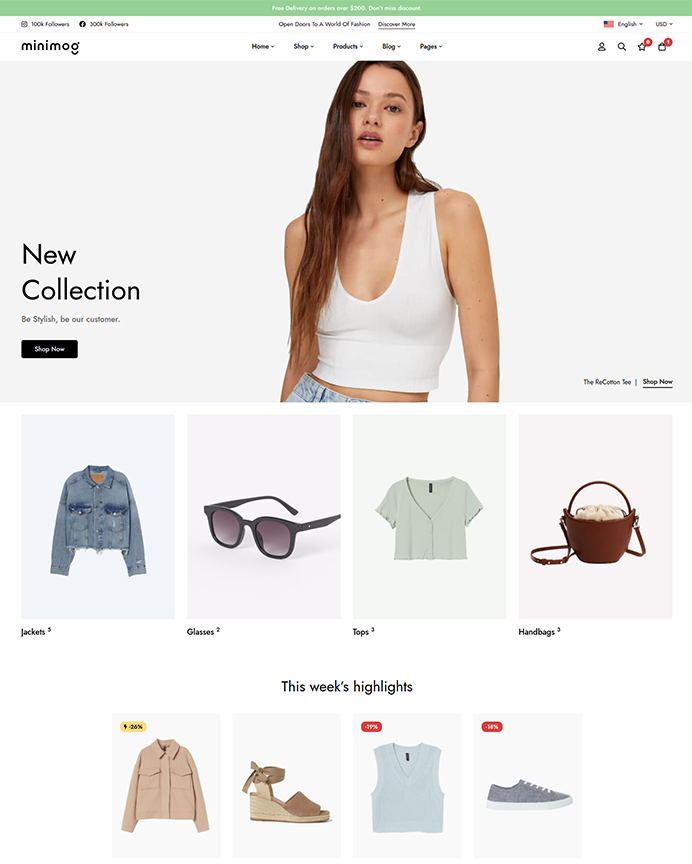 Free Delivery on orders over $200. Don't miss discount.
100k Followers 300k Followers Open Doors To A World Of Fashion Discover More English USD
minimog Home Shop Products Blog Pages 0 1
New
Collection
Be Stylish, be our customer.
Shop Now
The ReCotton Tee | Shop Now
Jackets 5 Glasses 2 Tops 3 Handbags 3
This week's highlights
-26% -19% -18%